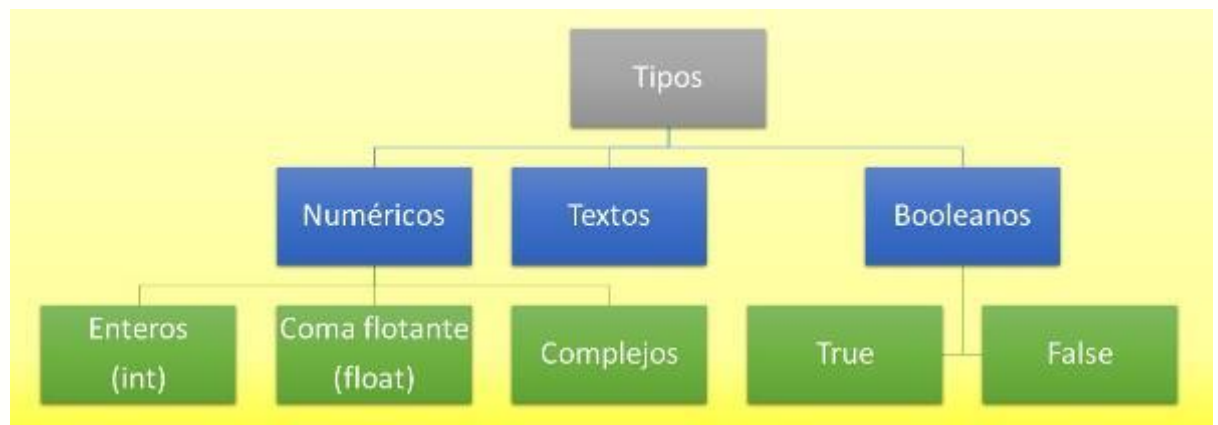 Tipos
Numéricos
Textos
Booleanos
Enteros
(int)
Coma flotante
(float)
Complejos
True
False